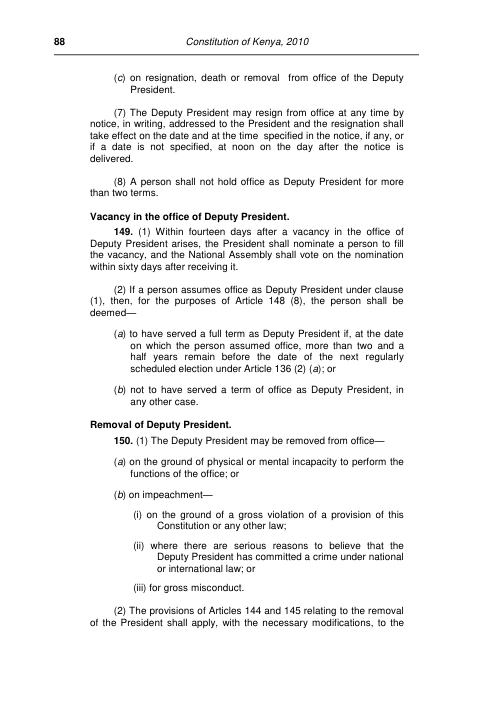 88 Constitution of Kenya, 2010
(c) on resignation, death or removal from office of the Deputy
President.
(7) The Deputy President may resign from office at any time by
notice, in writing, addressed to the President and the resignation shall
take effect on the date and at the time specified in the notice, if any, or
if a date is not specified, at noon on the day after the notice is
delivered.
(8) A person shall not hold office as Deputy President for more
than two terms.
Vacancy in the office of Deputy President.
149. (1) Within fourteen days after a vacancy in the office of
Deputy President arises, the President shall nominate a person to fill
the vacancy, and the National Assembly shall vote on the nomination
within sixty days after receiving it.
(2) If a person assumes office as Deputy President under clause
(1), then, for the purposes of Article 148 (8), the person shall be
deemed—
(a) to have served a full term as Deputy President if, at the date
on which the person assumed office, more than two and a
half years remain before the date of the next regularly
scheduled election under Article 136 (2) (a); or
(b) not to have served a term of office as Deputy President, in
any other case.
Removal of Deputy President.
150. (1) The Deputy President may be removed from office—
(a) on the ground of physical or mental incapacity to perform the
functions of the office; or
(b) on impeachment—
(i) on the ground of a gross violation of a provision of this
Constitution or any other law;
(ii) where there are serious reasons to believe that the
Deputy President has committed a crime under national
or international law; or
(iii) for gross misconduct.
(2) The provisions of Articles 144 and 145 relating to the removal
of the President shall apply, with the necessary modifications, to the